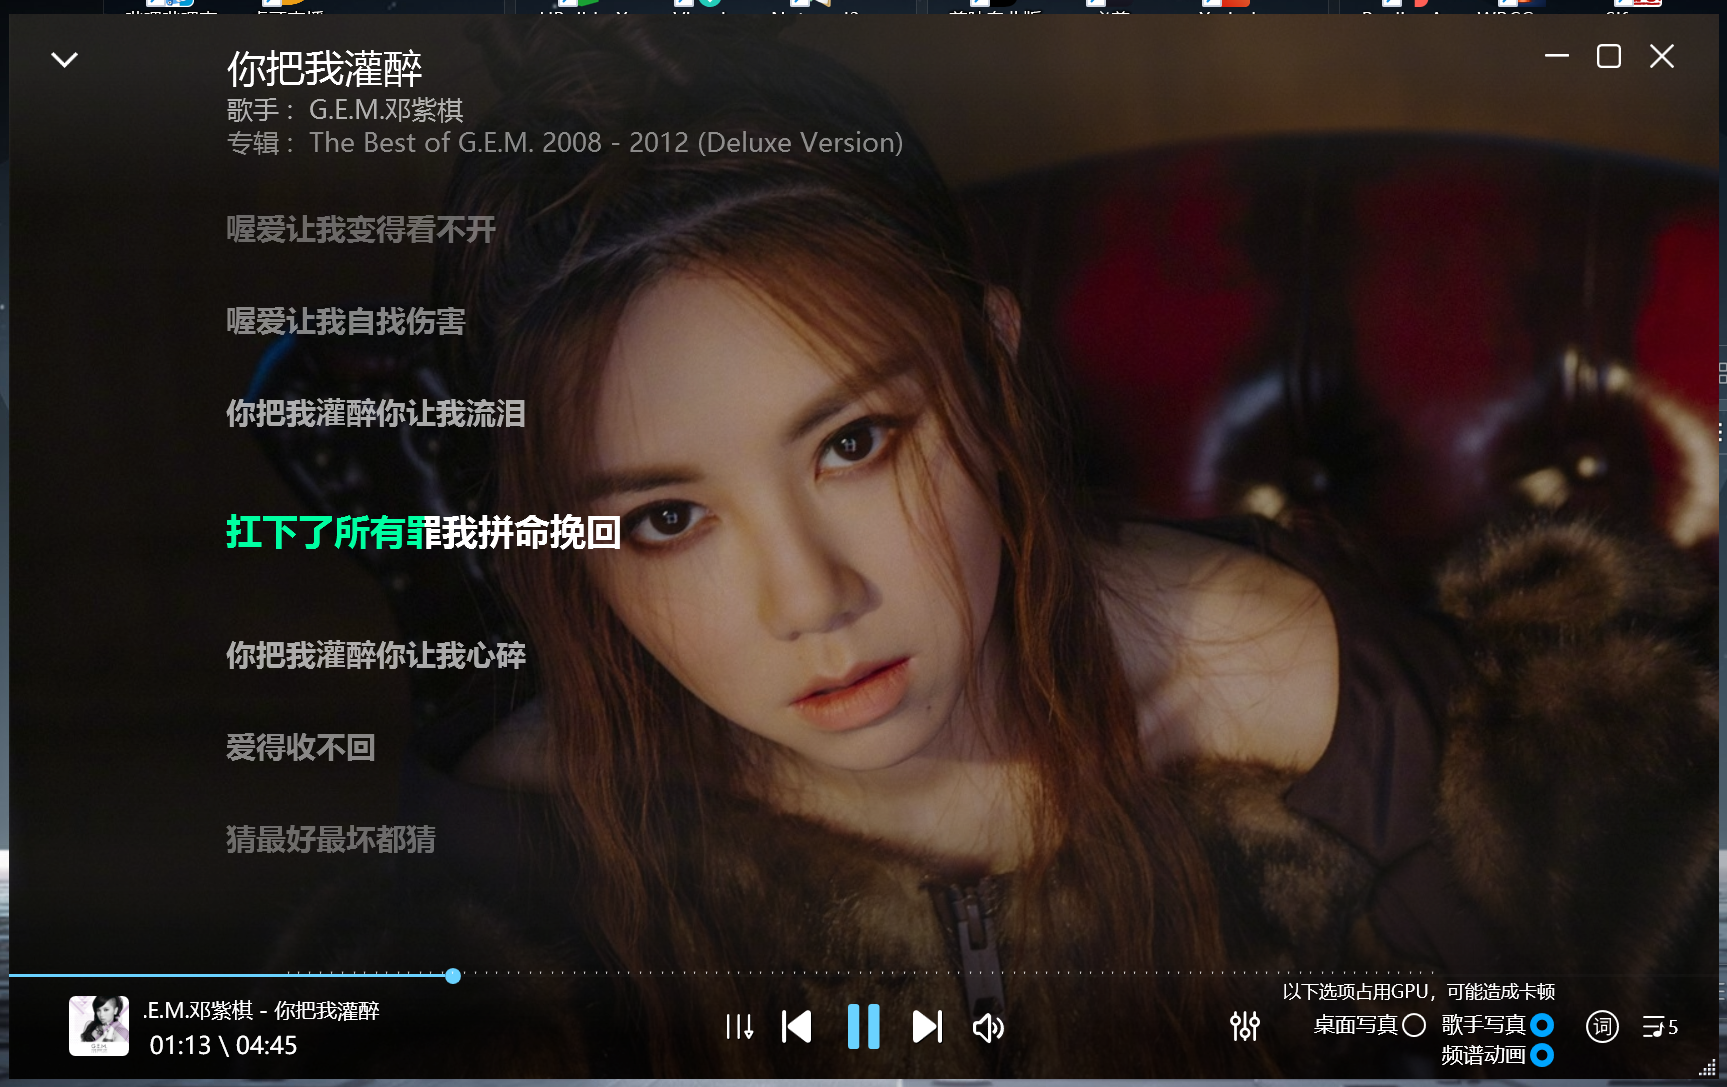 你把我灌醉
歌手： G.E.M.邓紫棋
专辑： The Best of G.E.M. 2008 - 2012 (Deluxe Version)
喔爱让我变得看不开
喔爱让我自找伤害
你把我灌醉你让我流泪
扛下了所有罪我拼命挽回
你把我灌醉你让我心碎
爱得收不回
猜最好最坏都猜
.E.M.邓紫棋 - 你把我灌醉
01:13 \ 04:45
以下选项占用GPU，可能造成卡顿
桌面写真 歌手写真
频谱动画
词
5